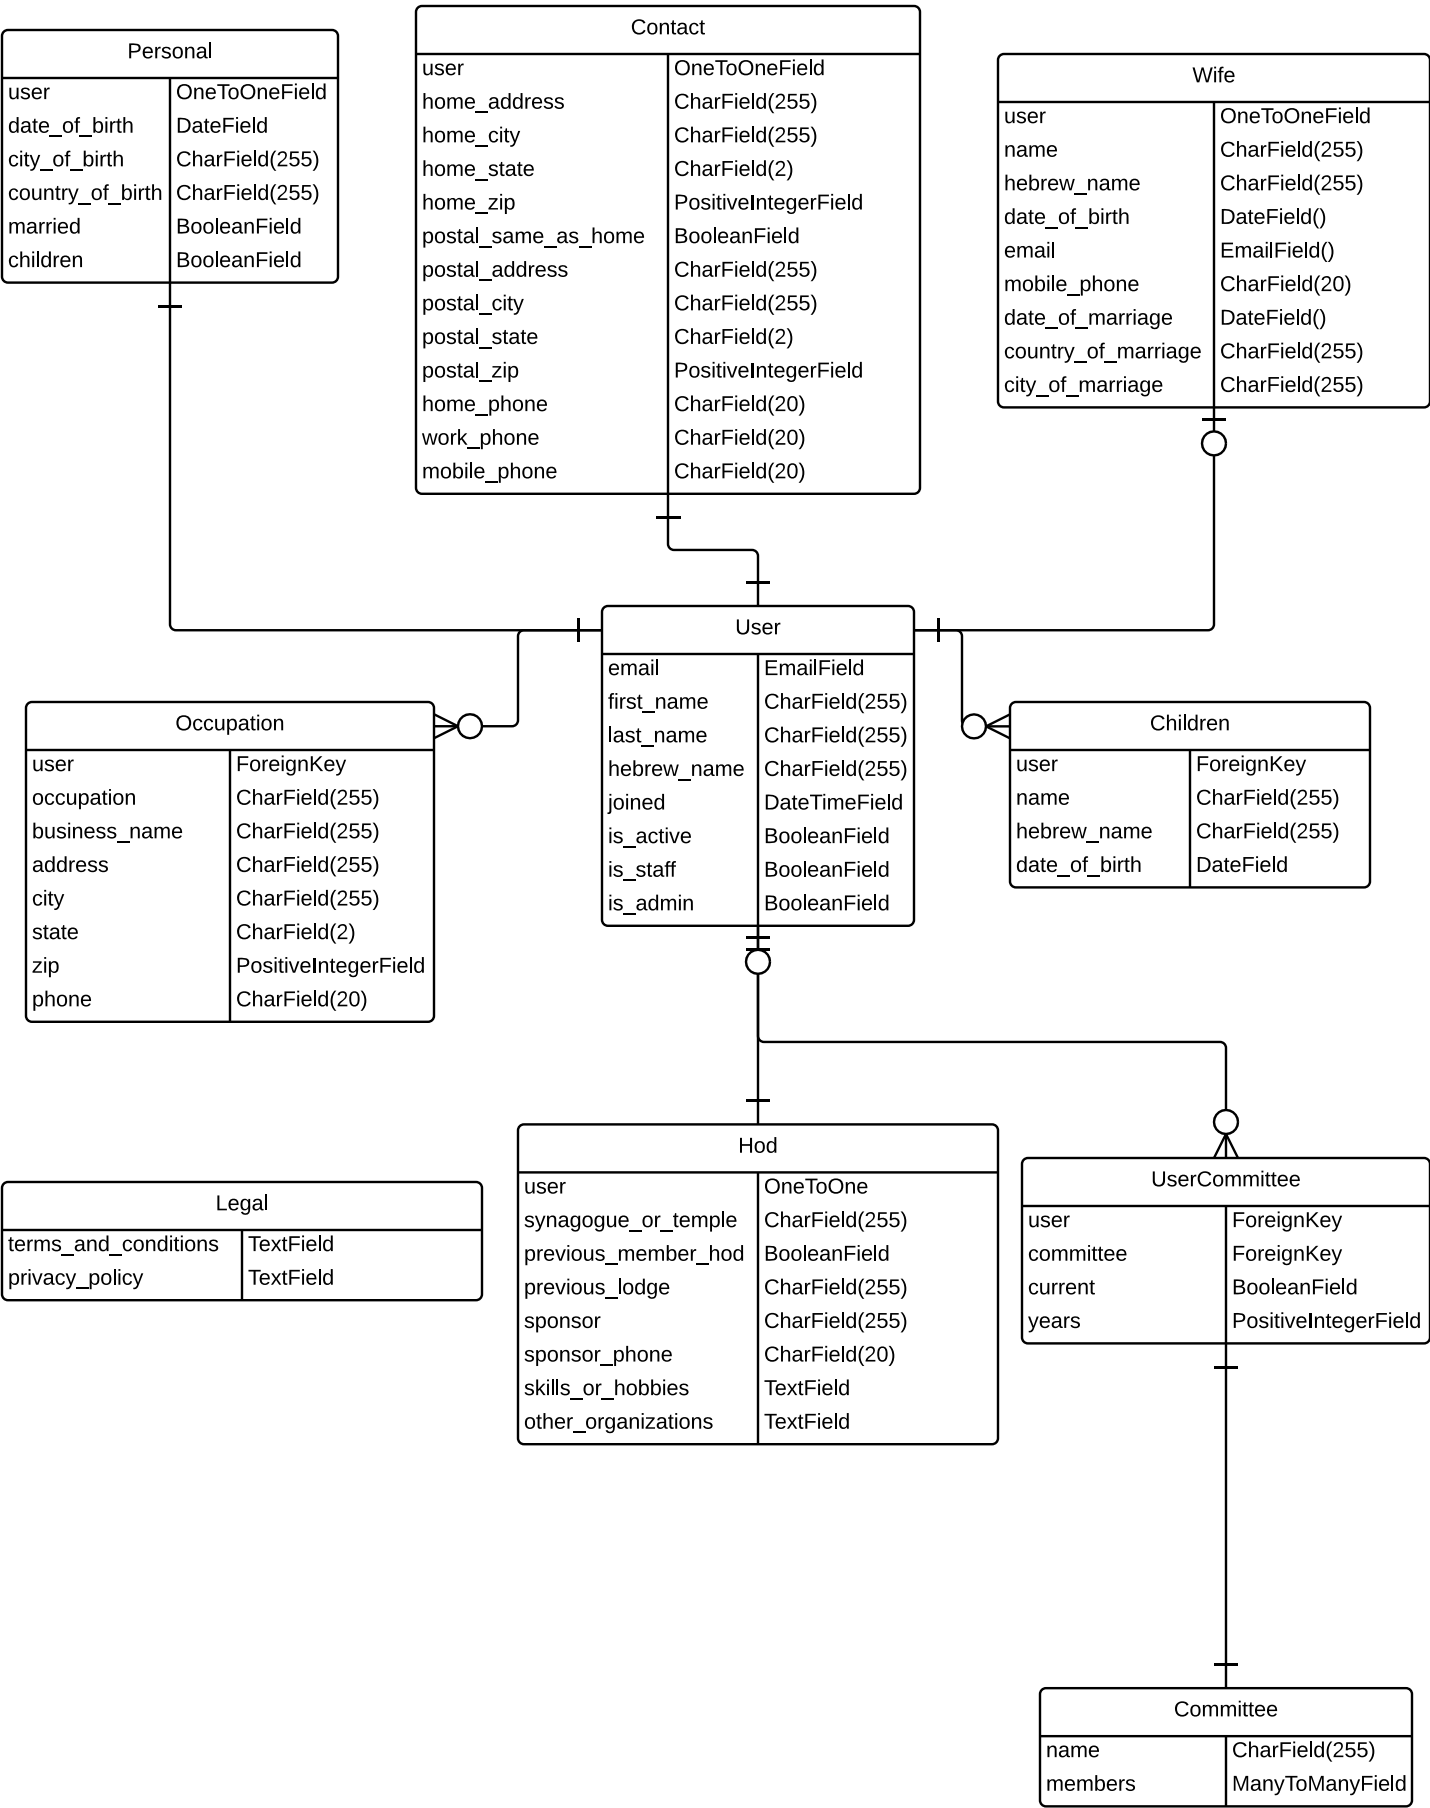 Personal
user OneToOneField
date_of_birth DateField
city_of_birth CharField(255)
country_of_birth CharField(255)
married BooleanField
children BooleanField
Contact
user OneToOneField
home_address CharField(255)
home_city CharField(255)
home_state CharField(2)
home_zip PositiveIntegerField
postal_same_as_home BooleanField
postal_address CharField(255)
postal_city CharField(255)
postal_state CharField(2)
postal_zip PositiveIntegerField
home_phone CharField(20)
work_phone CharField(20)
mobile_phone CharField(20)
Wife
user OneToOneField
name CharField(255)
hebrew_name CharField(255)
date_of_birth DateField()
email EmailField()
mobile_phone CharField(20)
date_of_marriage DateField()
country_of_marriage CharField(255)
city_of_marriage CharField(255)
User
email EmailField
first_name CharField(255)
last_name CharField(255)
hebrew_name CharField(255)
joined DateTimeField
is_active BooleanField
is_staff BooleanField
is_admin BooleanField
Occupation
user ForeignKey
occupation CharField(255)
business_name CharField(255)
address CharField(255)
city CharField(255)
state CharField(2)
zip PositiveIntegerField
phone CharField(20)
Children
user ForeignKey
name CharField(255)
hebrew_name CharField(255)
date_of_birth DateField
Legal
terms_and_conditions TextField
privacy_policy TextField
Hod
user OneToOne
synagogue_or_temple CharField(255)
previous_member_hod BooleanField
previous_lodge CharField(255)
sponsor CharField(255)
sponsor_phone CharField(20)
skills_or_hobbies TextField
other_organizations TextField
UserCommittee
user ForeignKey
committee ForeignKey
current BooleanField
years PositiveIntegerField
Committee
name CharField(255)
members ManyToManyField